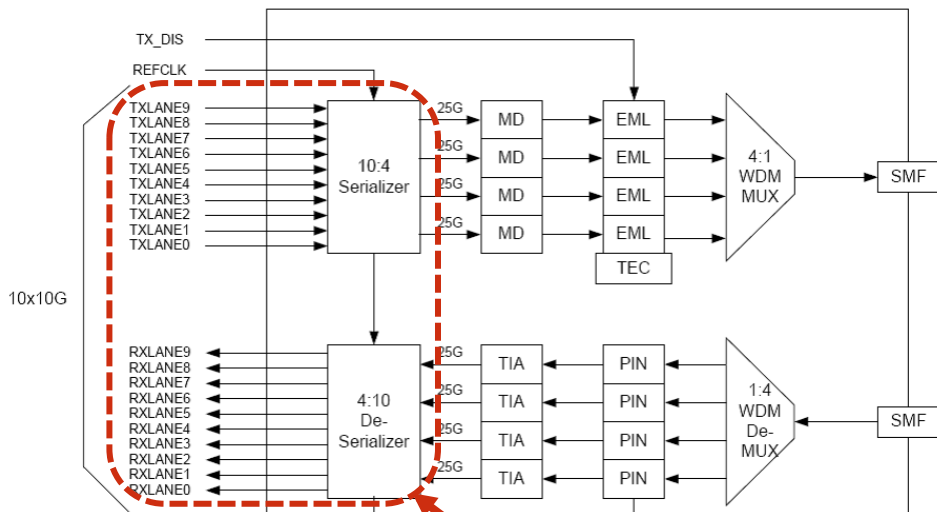 TX_DIS
REFCLK
TXLANE9
TXLANE8
TXLANE7
TXLANE6
TXLANE5
TXLANE4
TXLANE3
TXLANE2
TXLANE1
TXLANE0
10:4
Serializer
25G
25G
25G
25G
MD
MD
MD
MD
EML
EML
EML
EML
TEC
4:1
WDM
MUX
SMF
10x10G
RXLANE9
RXLANE8
RXLANE7
RXLANE6
RXLANE5
RXLANE4
RXLANE3
RXLANE2
RXLANE1
RXLANE0
4:10
De-
Serializer
25G
25G
25G
25G
TIA
TIA
TIA
TIA
PIN
PIN
PIN
PIN
1:4
WDM
De-
MUX
SMF